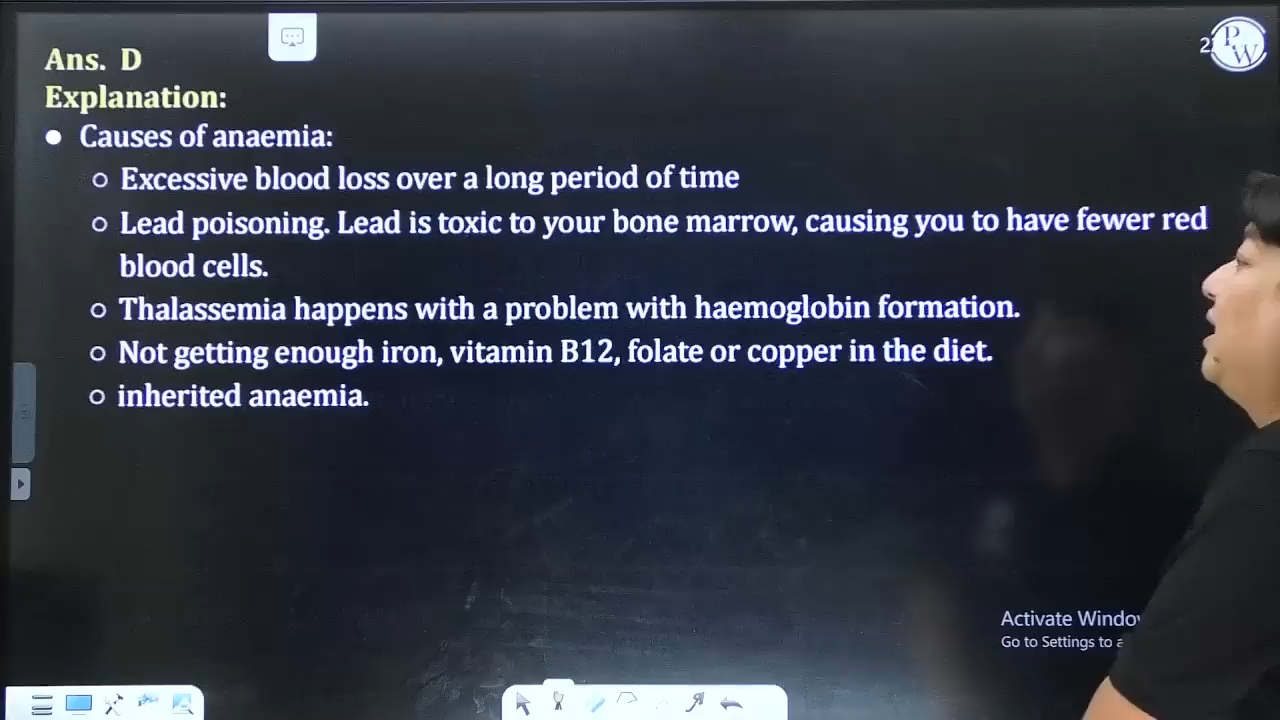 Ans. D
Explanation:
● Causes of anaemia:
○ Excessive blood loss over a long period of time
○ Lead poisoning. Lead is toxic to your bone marrow, causing you to have fewer red
blood cells.
○ Thalassemia happens with a problem with haemoglobin formation.
○ Not getting enough iron, vitamin B12, folate or copper in the diet.
○ inherited anaemia.
2
PW
Activate
Go to Settings to